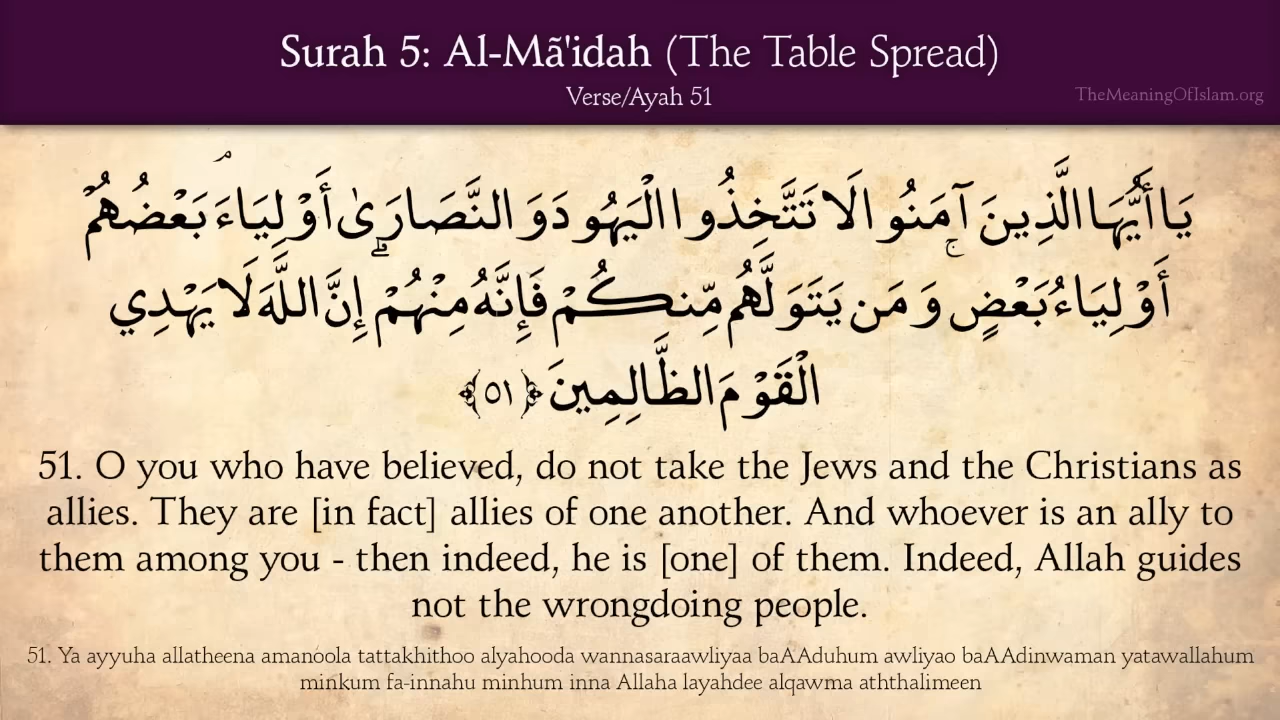 Surah 5: Al-Mã'idah (The Table Spread)
Verse/Ayah 51
TheMeaningOfIslam.org
يَا أَيُّهَا الَّذِينَ آمَنُوا لَا تَتَّخِذُوا الْيَهُودَ وَالنَّصَارَىٰ أَوْلِيَاءَ ۘ بَعْضُهُمْ
أَوْلِيَاءُ بَعْضٍ ۚ وَمَن يَتَوَلَّهُم مِّنكُمْ فَإِنَّهُ مِنْهُمْ ۗ إِنَّ اللَّهَ لَا يَهْدِي
الْقَوْمَ الظَّالِمِينَ ﴿٥١﴾
51. O you who have believed, do not take the Jews and the Christians as
allies. They are [in fact] allies of one another. And whoever is an ally to
them among you - then indeed, he is [one] of them. Indeed, Allah guides
not the wrongdoing people.
51. Ya ayyuha allatheena amanoola tattakhithoo alyahooda wannasaraawliyaa baAAduhum awliyao baAAdinwaman yatawallahum
minkum fa-innahu minhum inna Allaha layahdee alqawma aththalimeen